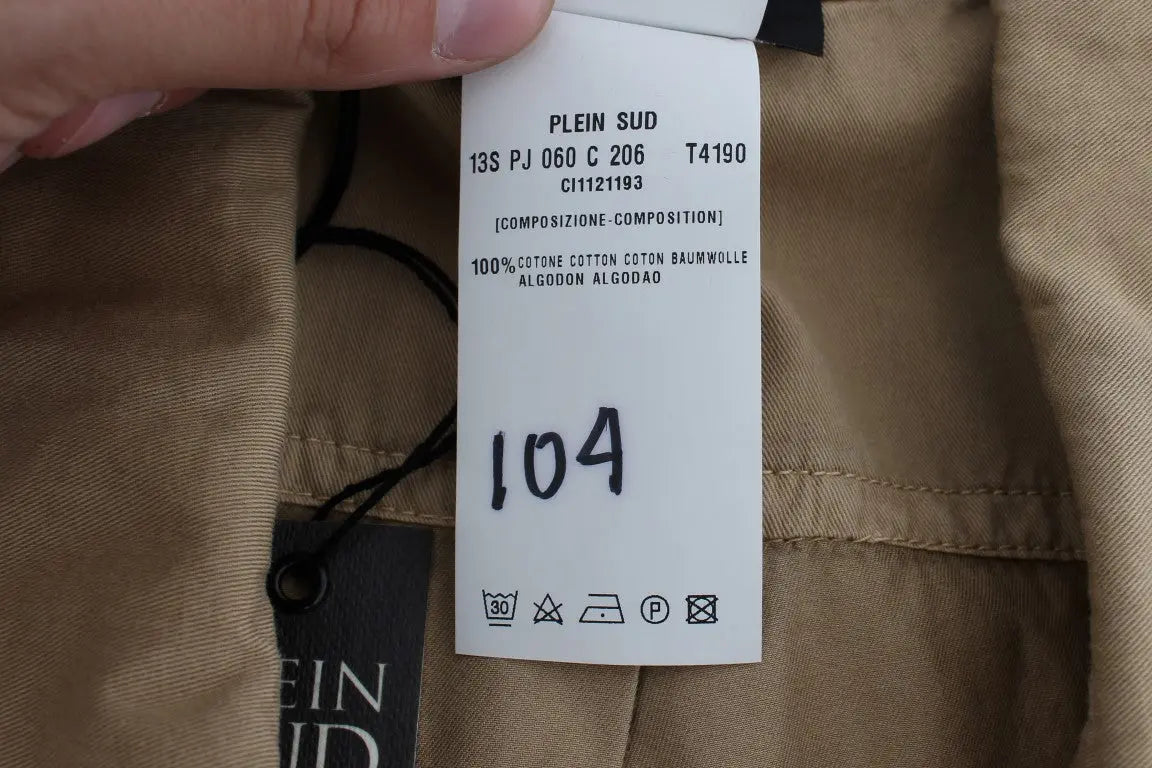 PLEIN SUD
13S PJ 060 C 206 T4190
CI1121193
[COMPOSIZIONE-COMPOSITION]
100% COTONE COTTON COTON BAUMWOLLE
ALGODON ALGODAO
104
30
P
EIN
UD